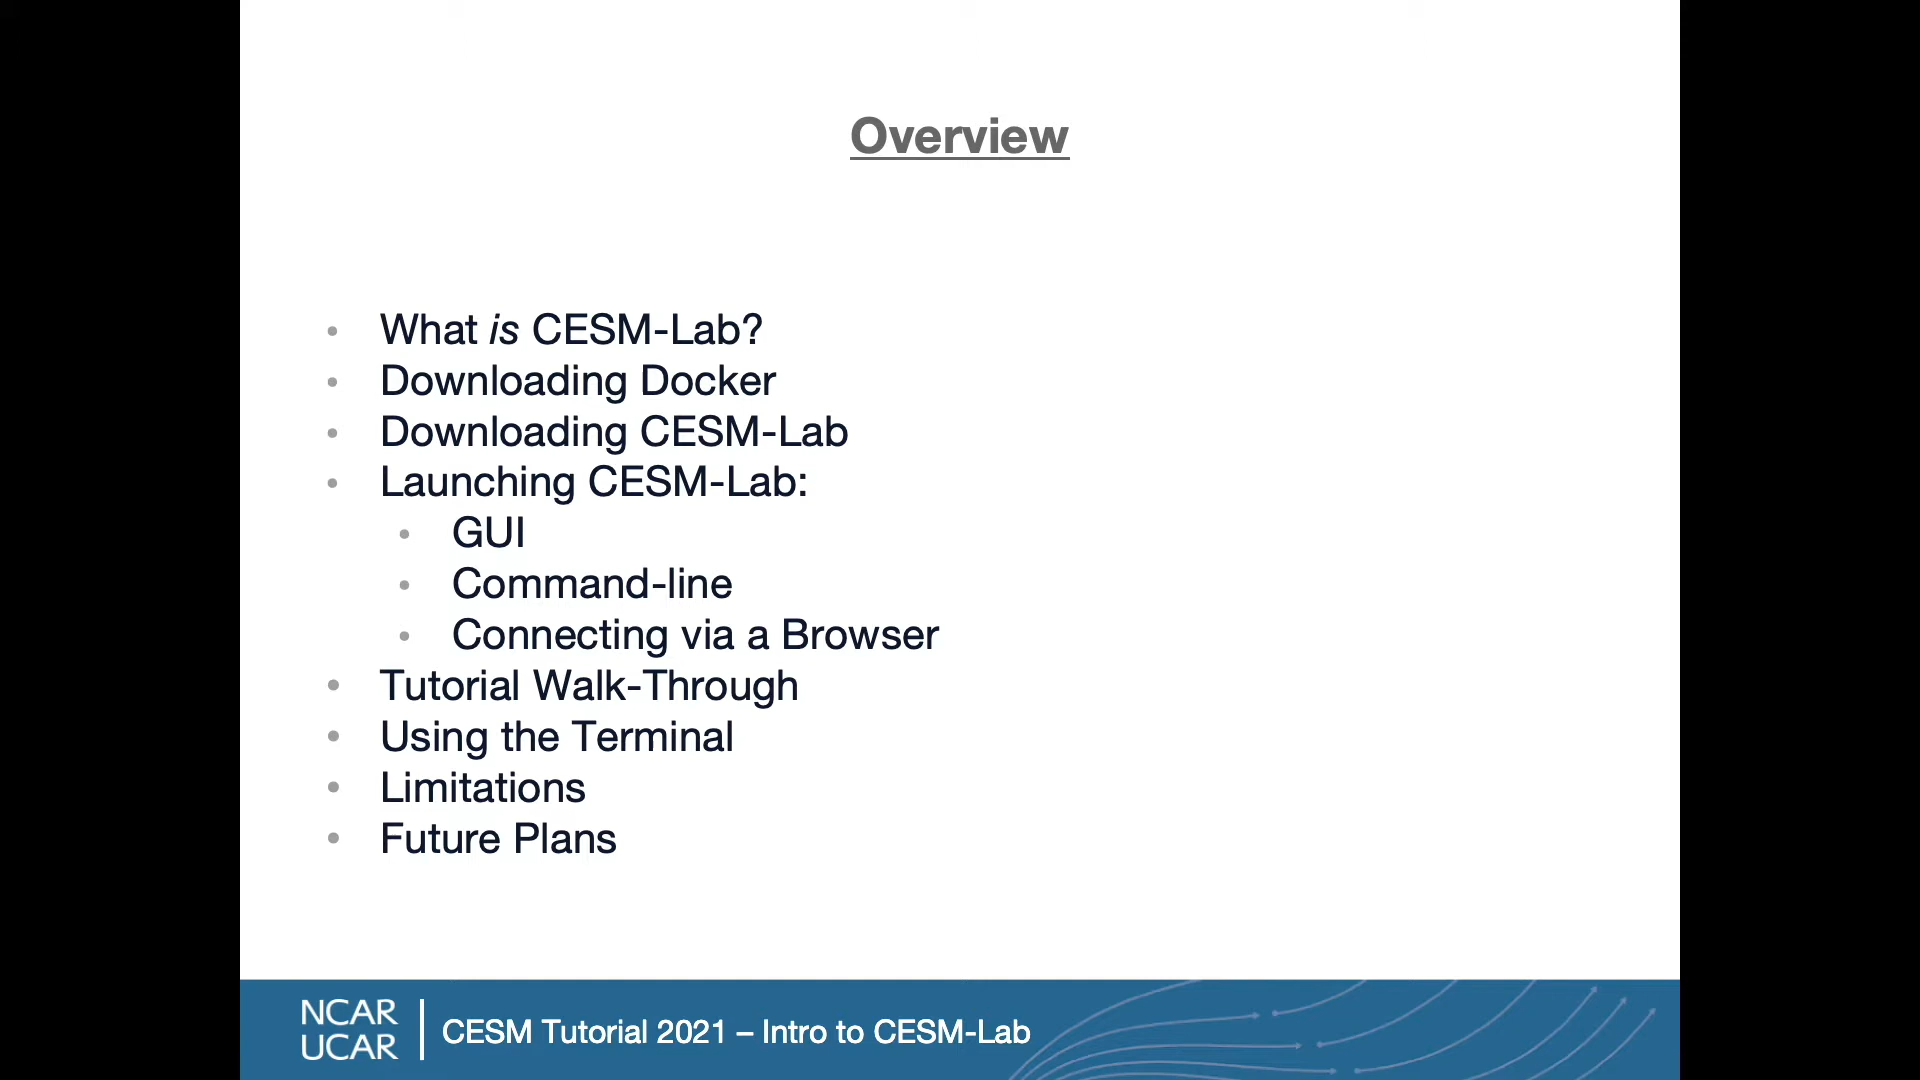 Overview
• What is CESM-Lab?
• Downloading Docker
• Downloading CESM-Lab
• Launching CESM-Lab:
• GUI
• Command-line
• Connecting via a Browser
• Tutorial Walk-Through
• Using the Terminal
• Limitations
• Future Plans
NCAR
UCAR
CESM Tutorial 2021 – Intro to CESM-Lab